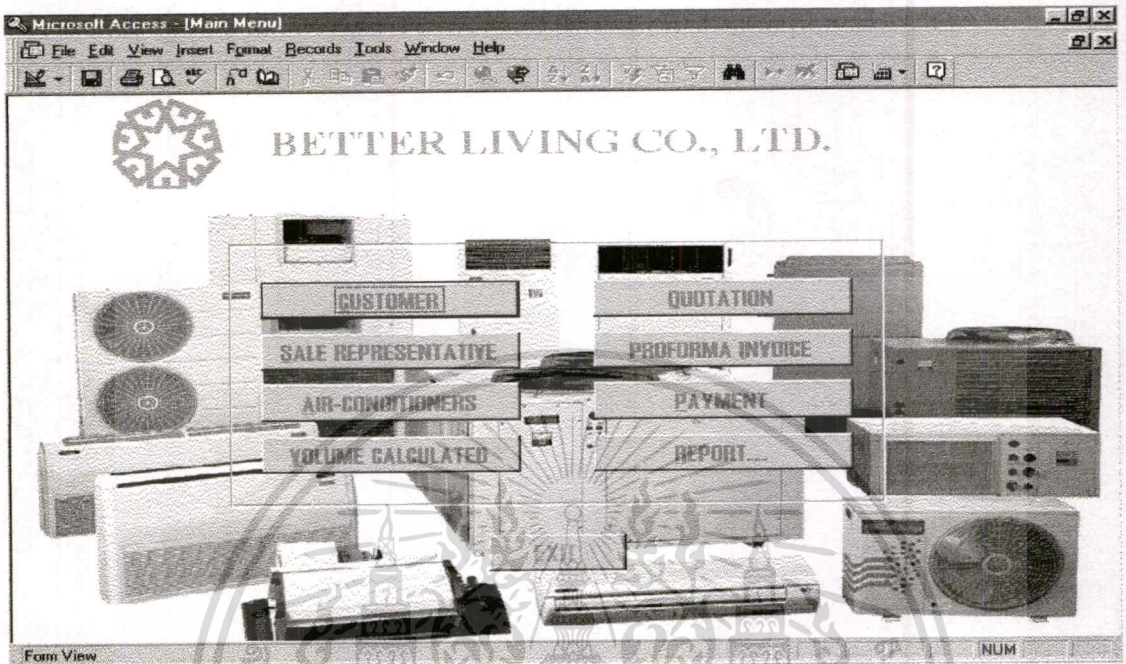 Microsoft Access - [Main Menu]
File Edit View Insert Format Records Tools Window Help
BETTER LIVING CO., LTD.
CUSTOMER QUOTATION
SALE REPRESENTATIVE PROFORMA INVOICE
AIR-CONDITIONERS PAYMENT
VOLUME CALCULATED REPORT....
EXIT
Form View NUM